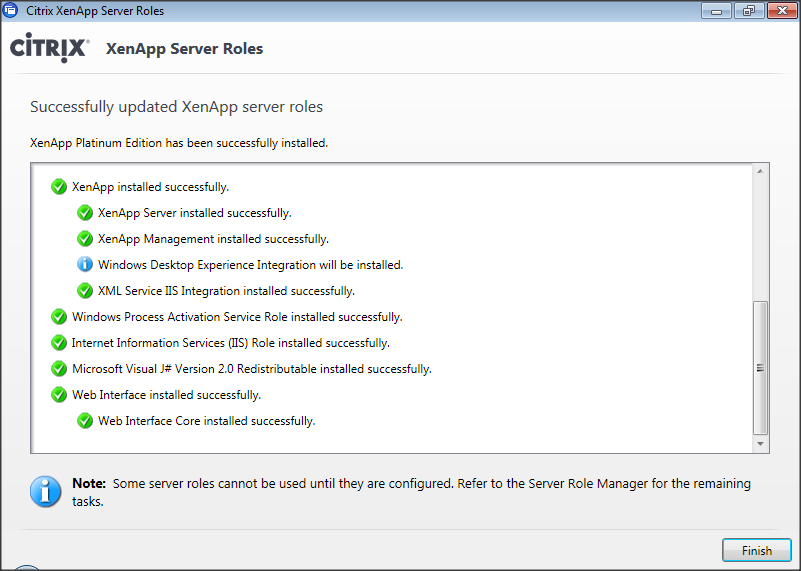 Citrix XenApp Server Roles
CİTRIX® XenApp Server Roles
Successfully updated XenApp server roles
XenApp Platinum Edition has been successfully installed.
XenApp installed successfully.
XenApp Server installed successfully.
XenApp Management installed successfully.
Windows Desktop Experience Integration will be installed.
XML Service IIS Integration installed successfully.
Windows Process Activation Service Role installed successfully.
Internet Information Services (IIS) Role installed successfully.
Microsoft Visual J# Version 2.0 Redistributable installed successfully.
Web Interface installed successfully.
Web Interface Core installed successfully.
Note: Some server roles cannot be used until they are configured. Refer to the Server Role Manager for the remaining
tasks.
Finish